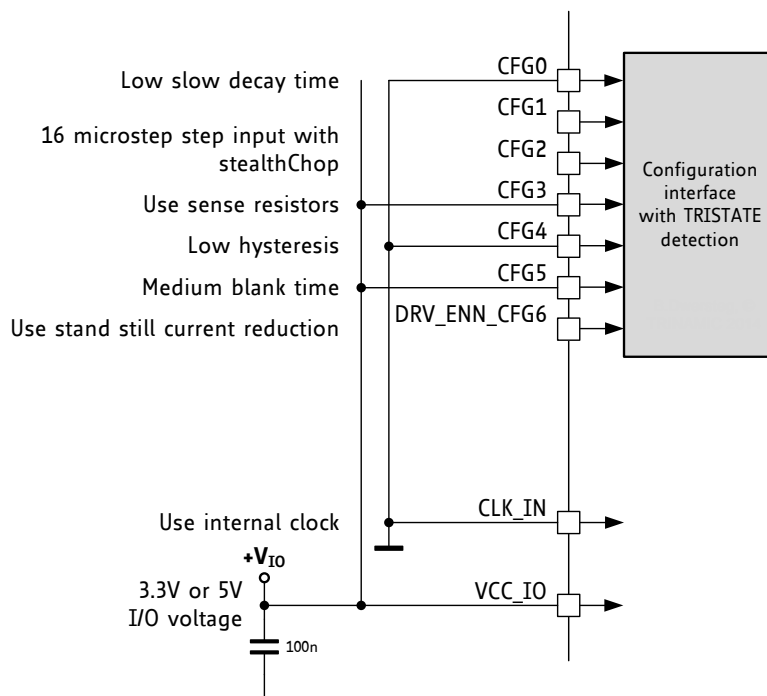 Low slow decay time
CFG0
CFG1
16 microstep step input with
stealthChop
CFG2
Use sense resistors
CFG3
Low hysteresis
CFG4
Medium blank time
CFG5
Use stand still current reduction
DRV_ENN_CFG6
Configuration
interface
with TRISTATE
detection
Use internal clock
CLK_IN
+VIO
3.3V or 5V
I/O voltage
VCC_IO
100n